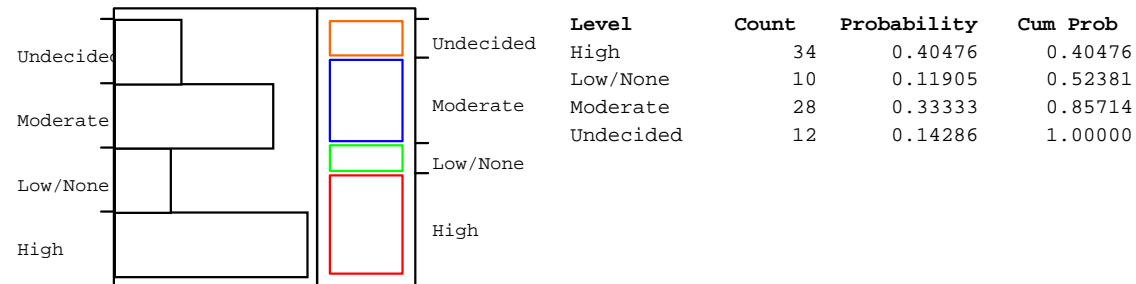 Undecided
Moderate
Low/None
High
Undecided
Moderate
Low/None
High
Level Count Probability Cum Prob
High 34 0.40476 0.40476
Low/None 10 0.11905 0.52381
Moderate 28 0.33333 0.85714
Undecided 12 0.14286 1.00000